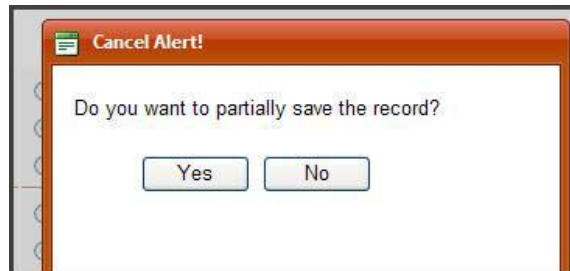 Cancel Alert!
Do you want to partially save the record?
Yes No